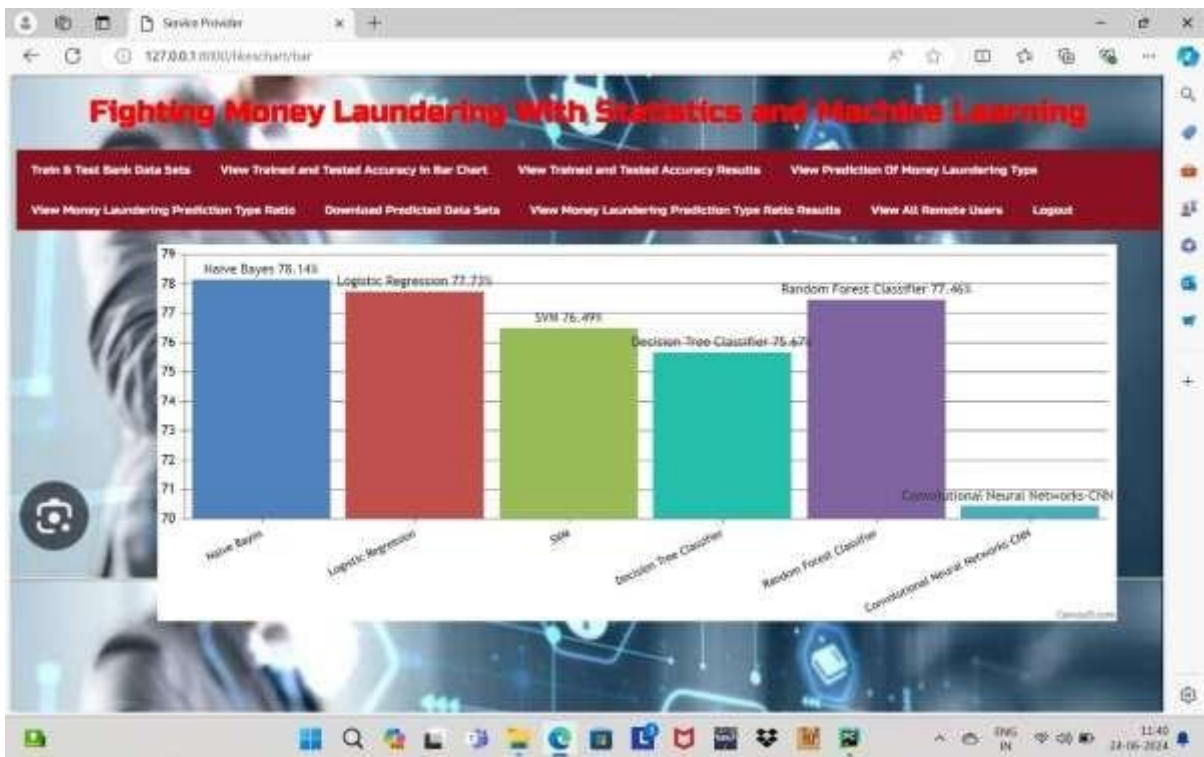 Service Provider
127.0.0.1:8000/likeschart/bar
Fighting Money Laundering With Statistics and Machine Learning
Train & Test Bank Data Sets View Trained and Tested Accuracy in Bar Chart View Trained and Tested Accuracy Results View Prediction Of Money Laundering Type
View Money Laundering Prediction Type Ratio Download Predicted Data Sets View Money Laundering Prediction Type Ratio Results View All Remote Users Logout
79
78
77
76
75
74
73
72
71
70
Naive Bayes 78.14%
Logistic Regression 77.73%
SVM 76.49%
Decision Tree Classifier 75.67%
Random Forest Classifier 77.46%
Convolutional Neural Networks-CNN
Naive Bayes
Logistic Regression
SVM
Decision Tree Classifier
Random Forest Classifier
Convolutional Neural Networks-CNN
ENG
IN
11:40